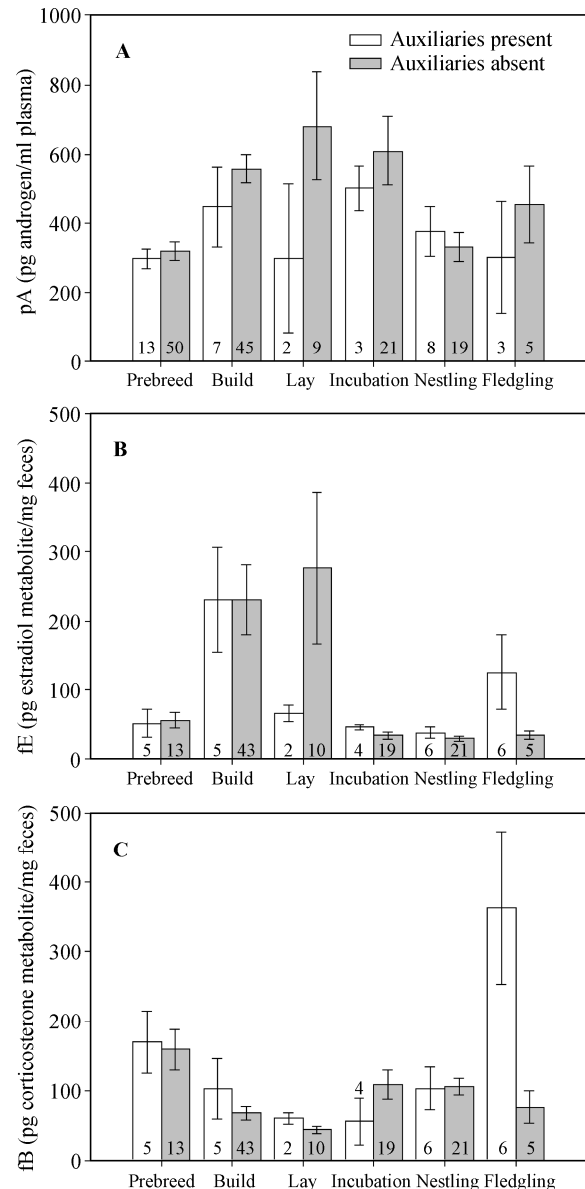 1000
A
Auxiliaries present
Auxiliaries absent
800
600
400
200
0
pA (pg androgen/ml plasma)
13 50 7 45 2 9 3 21 8 19 3 5
Prebreed Build Lay Incubation Nestling Fledgling
500
B
400
300
200
100
0
fE (pg estradiol metabolite/mg feces)
5 13 5 43 2 10 4 19 6 21 6 5
Prebreed Build Lay Incubation Nestling Fledgling
500
C
400
300
200
100
0
fB (pg corticosterone metabolite/mg feces)
4
5 13 5 43 2 10 19 6 21 6 5
Prebreed Build Lay Incubation Nestling Fledgling